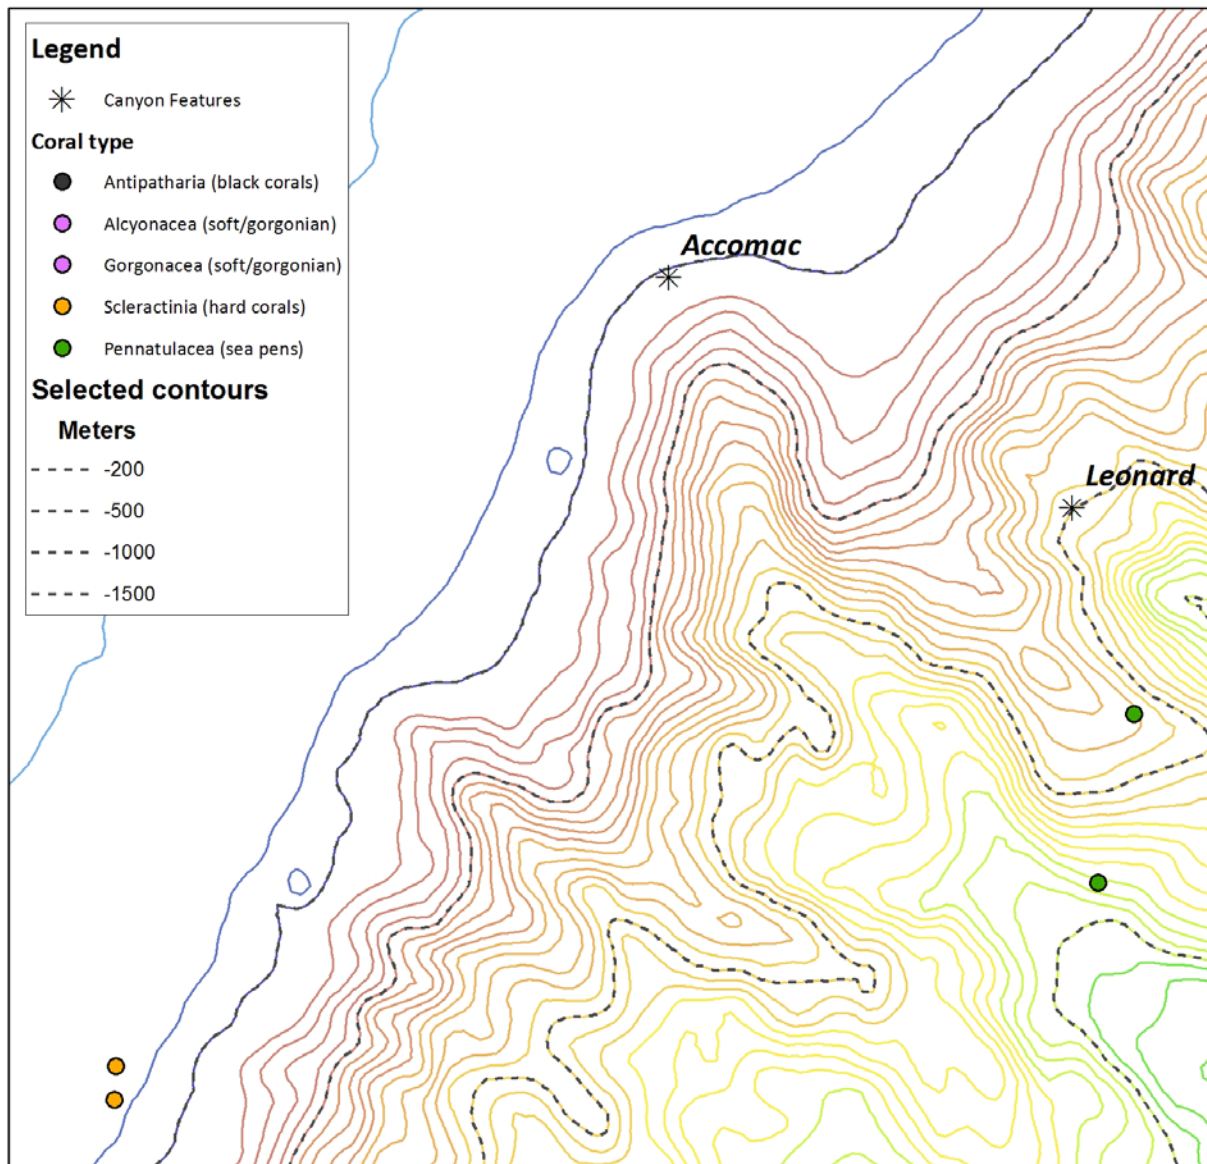 Legend
Canyon Features
Coral type
Antipatharia (black corals)
Alcyonacea (soft/gorgonian)
Gorgonacea (soft/gorgonian)
Scleractinia (hard corals)
Pennatulacea (sea pens)
Selected contours
Meters
-200
-500
-1000
-1500
Accomac
Leonard